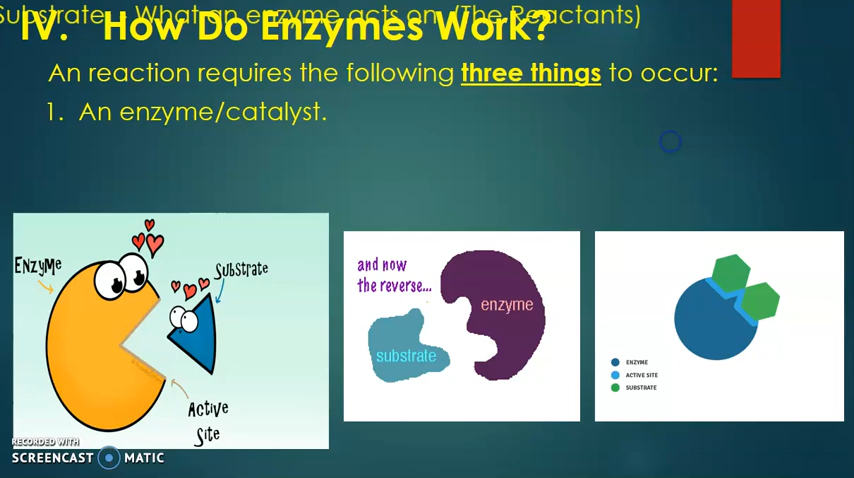 Substrate – What an enzyme acts on. (The Reactants)
IV. How Do Enzymes Work?
An reaction requires the following three things to occur:
1. An enzyme/catalyst.
Enzyme
Substrate
Active
Site
and now
the reverse...
enzyme
substrate
ENZYME
ACTIVE SITE
SUBSTRATE
RECORDED WITH
SCREENCAST MATIC